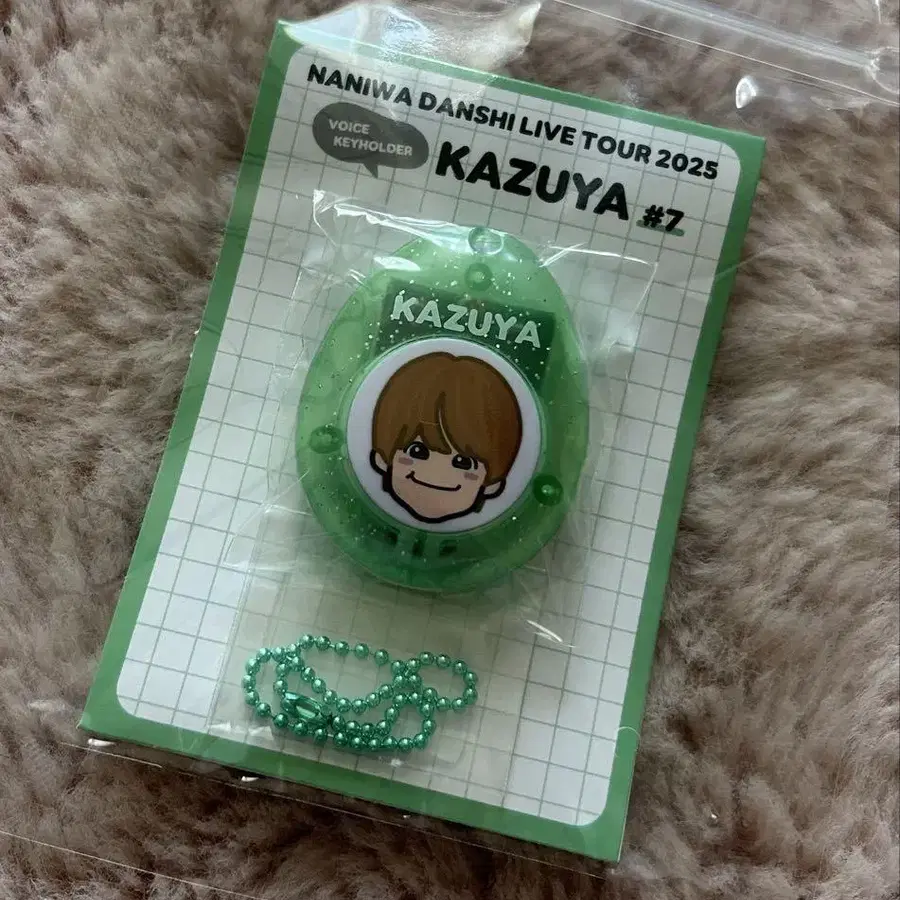 NANIWA DANSHI LIVE TOUR 2025
VOICE
KEYHOLDER
KAZUYA #7
KAZUYA